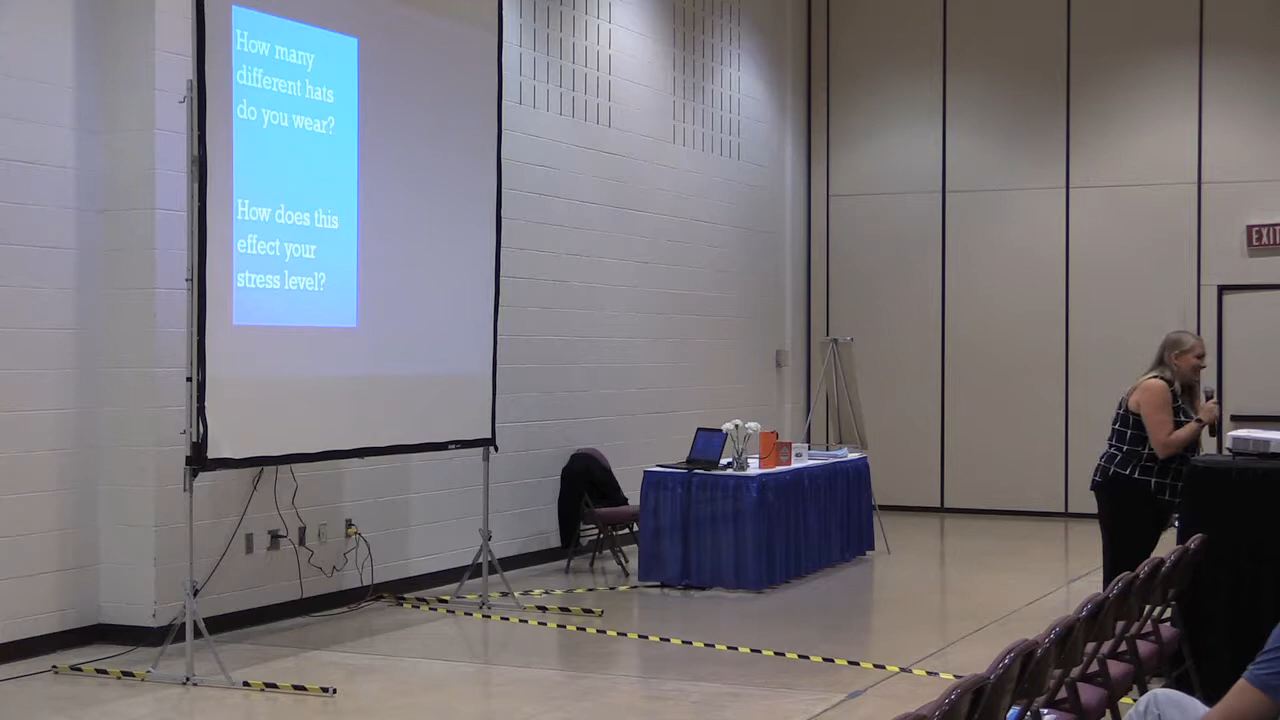 How many
different hats
do you wear?
How does this
effect your
stress level?
EXIT